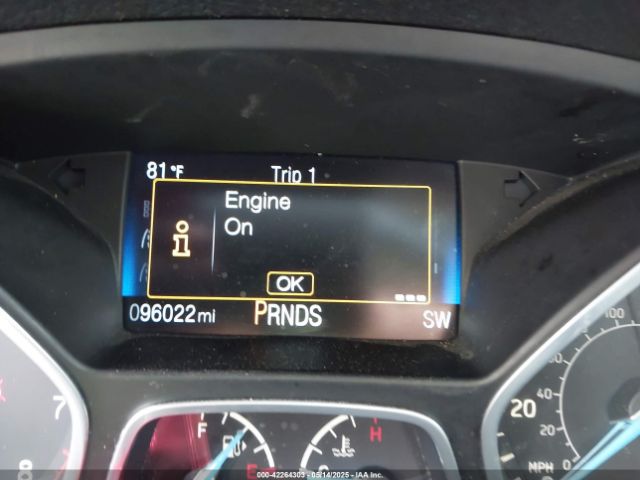 81°F Trip 1
Engine
On
i
OK
096022mi PRNDS SW
7
8
F
E
H
100
80
60
40
20
20
0
MPH
000-42264303 - 05/14/2025 - IAA Inc.